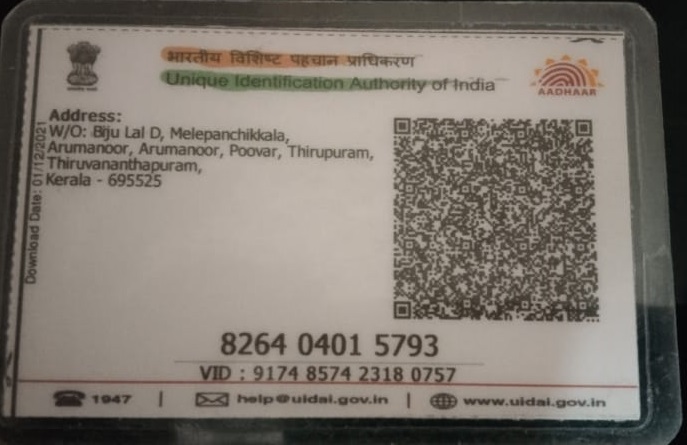 भारतीय विशिष्ट पहचान प्राधिकरण
Unique Identification Authority of India
AADHAAR
Address:
W/O: Biju Lal D, Melepanchikkala,
Arumanoor, Arumanoor, Poovar, Thirupuram,
Thiruvananthapuram,
Kerala - 695525
Download Date: 01/12/2021
8264 0401 5793
VID : 9174 8574 2318 0757
1947 | help@uidai.gov.in | www.uidai.gov.in